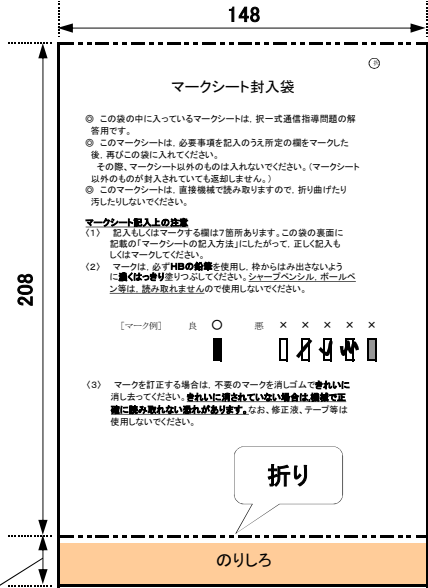 148
マークシート封入袋
◎ この袋の中に入っているマークシートは、択一式通信指導問題の解
答用です。
◎ このマークシートは、必要事項を記入のうえ所定の欄をマークした
後、再びこの袋に入れてください。
その際、マークシート以外のものは入れないでください。(マークシート
以外のものが封入されていても返却しません。)
◎ このマークシートは、直接機械で読み取りますので、折り曲げたり
汚したりしないでください。
マークシート記入上の注意
〈1〉 記入もしくはマークする欄は7箇所あります。この袋の裏面に
記載の「マークシートの記入方法」にしたがって、正しく記入も
しくはマークしてください。
〈2〉 マークは、必ずHBの鉛筆を使用し、枠からはみ出さないよう
に濃くはっきり塗りつぶしてください。シャープペンシル、ボールペ
ン等は、読み取れませんので使用しないでください。
[マーク例] 良 ○ 悪 × × × × ×
〈3〉 マークを訂正する場合は、不要のマークを消しゴムできれいに
消し去ってください。きれいに消されていない場合は、機械で正
確に読み取れない恐れがあります。なお、修正液、テープ等は
使用しないでください。
208
折り
のりしろ